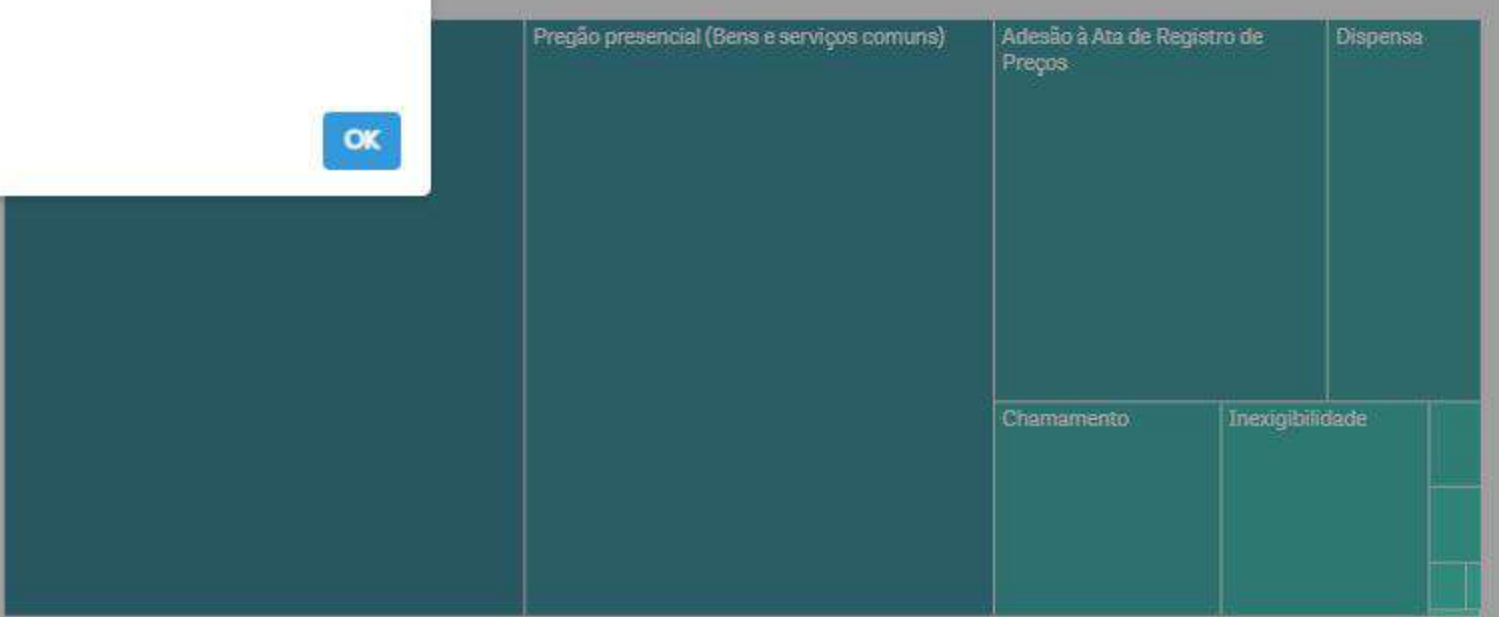 Pregão presencial (Bens e serviços comuns)
Adesão à Ata de Registro de
Preços
Dispensa
OK
Chamamento
Inexigibilidade